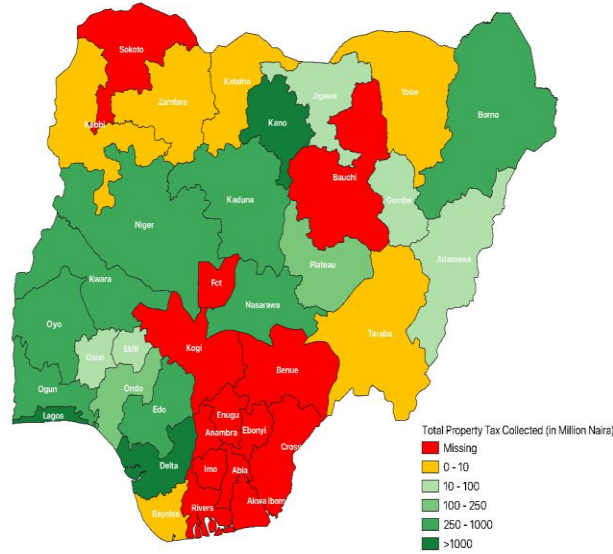 Sokoto
Katsina
Zamfara
Kebbi
Jigawa
Yobe
Kano
Borno
Bauchi
Kaduna
Gombe
Niger
Plateau
Adamawa
Fct
Kwara
Nasarawa
Oyo
Taraba
Kogi
Osun
Ekiti
Benue
Ogun
Ondo
Edo
Lagos
Enugu
Anambra
Ebonyi
Cross
Delta
Imo
Abia
Bayelsa
Rivers
Akwa Ibom
Total Property Tax Collected (in Million Naira)
Missing
0 - 10
10 - 100
100 - 250
250 - 1000
>1000